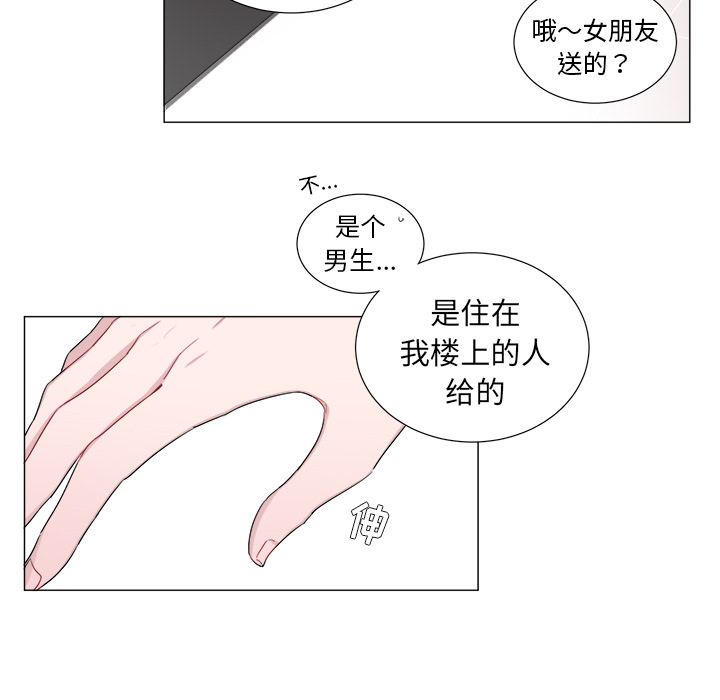 哦～女朋友
送的？
不...
是个
男生...
是住在
我楼上的人
给的
伸